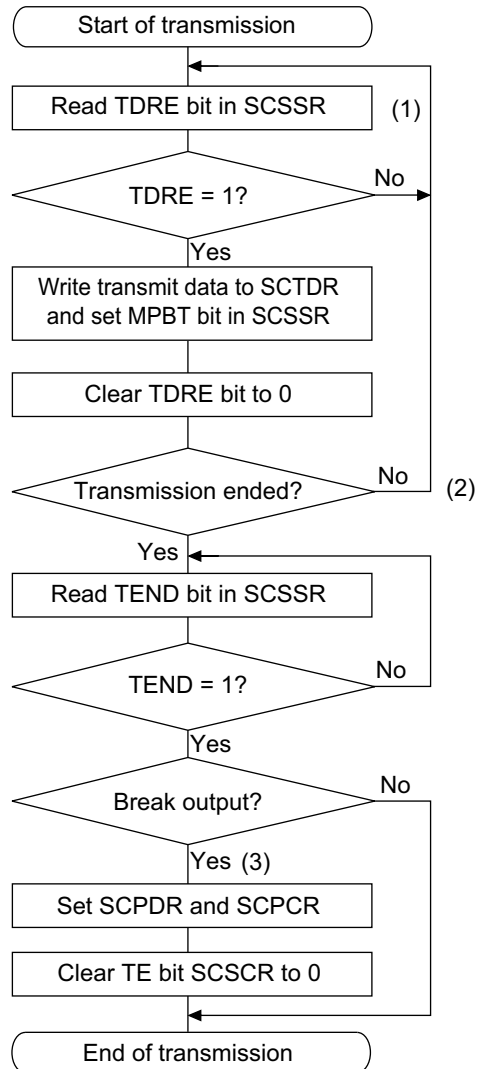 Start of transmission
Read TDRE bit in SCSSR
(1)
TDRE = 1?
No
Yes
Write transmit data to SCTDR
and set MPBT bit in SCSSR
Clear TDRE bit to 0
Transmission ended?
No
(2)
Yes
Read TEND bit in SCSSR
TEND = 1?
No
Yes
Break output?
No
Yes (3)
Set SCPDR and SCPCR
Clear TE bit SCSCR to 0
End of transmission